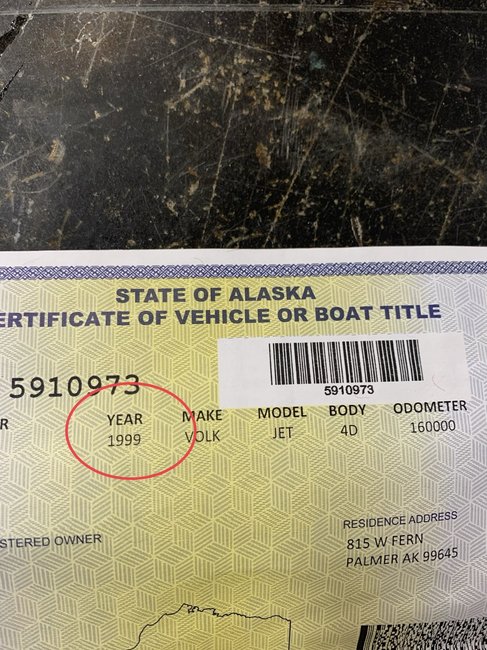 STATE OF ALASKA
ERTIFICATE OF VEHICLE OR BOAT TITLE
5910973
5910973
R YEAR MAKE MODEL BODY ODOMETER
1999 VOLK JET 4D 160000
RESIDENCE ADDRESS
STERED OWNER 815 W FERN
PALMER AK 99645